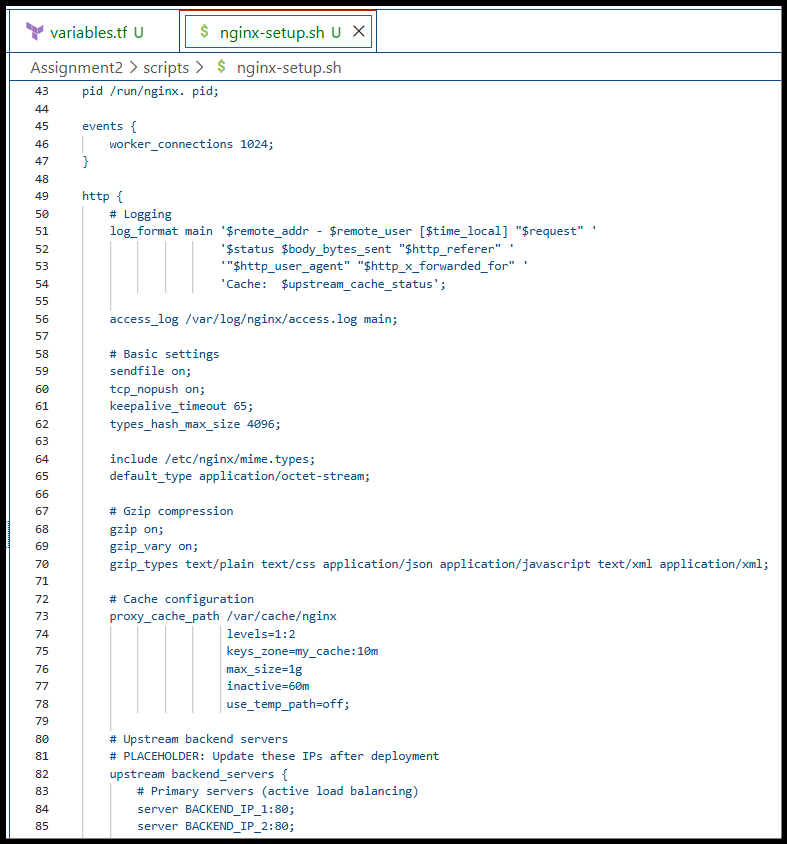 variables.tf U
$ nginx-setup.sh U ×
Assignment2 > scripts > $ nginx-setup.sh
43 pid /run/nginx. pid;
44
45 events {
46     worker_connections 1024;
47 }
48
49 http {
50     # Logging
51     log_format main '$remote_addr - $remote_user [$time_local] "$request" '
52                     '$status $body_bytes_sent "$http_referer" '
53                     '"$http_user_agent" "$http_x_forwarded_for" '
54                     'Cache:  $upstream_cache_status';
55
56     access_log /var/log/nginx/access.log main;
57
58     # Basic settings
59     sendfile on;
60     tcp_nopush on;
61     keepalive_timeout 65;
62     types_hash_max_size 4096;
63
64     include /etc/nginx/mime.types;
65     default_type application/octet-stream;
66
67     # Gzip compression
68     gzip on;
69     gzip_vary on;
70     gzip_types text/plain text/css application/json application/javascript text/xml application/xml;
71
72     # Cache configuration
73     proxy_cache_path /var/cache/nginx
74                      levels=1:2
75                      keys_zone=my_cache:10m
76                      max_size=1g
77                      inactive=60m
78                      use_temp_path=off;
79
80     # Upstream backend servers
81     # PLACEHOLDER: Update these IPs after deployment
82     upstream backend_servers {
83         # Primary servers (active load balancing)
84         server BACKEND_IP_1:80;
85         server BACKEND_IP_2:80;